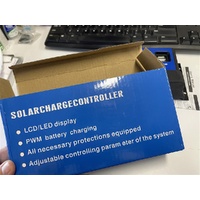 SOLARCHARGECONTROLLER
• LCD/LED display
• PWM battery charging
• All necessary protections equipped
• Adjustable controlling param eter of the system